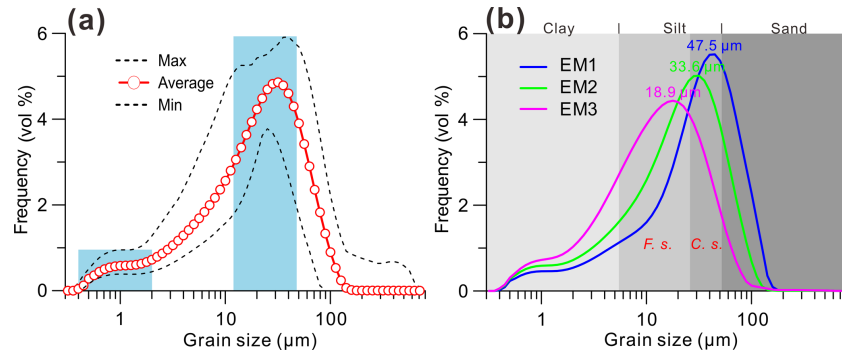 (a)
6
4
2
0
Frequency (vol %)
Max
Average
Min
1
10
100
Grain size (µm)
(b)
Clay
Silt
Sand
6
4
2
0
Frequency (vol %)
EM1
EM2
EM3
47.5 µm
33.6 µm
18.9 µm
F. s.
C. s.
1
10
100
Grain size (µm)